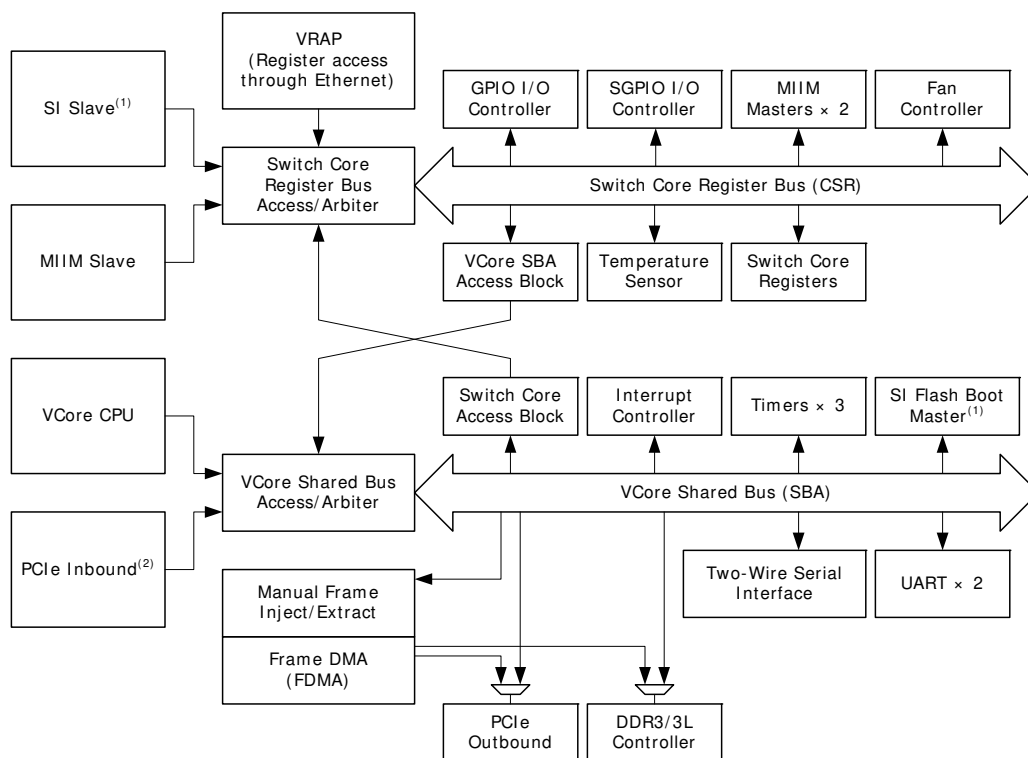 VRAP
(Register access
through Ethernet)
SI Slave(1)
GPIO I/O
Controller
SGPIO I/O
Controller
MIIM
Masters × 2
Fan
Controller
Switch Core
Register Bus
Access/Arbiter
Switch Core Register Bus (CSR)
MIIM Slave
VCore SBA
Access Block
Temperature
Sensor
Switch Core
Registers
VCore CPU
Switch Core
Access Block
Interrupt
Controller
Timers × 3
SI Flash Boot
Master(1)
VCore Shared Bus
Access/Arbiter
VCore Shared Bus (SBA)
PCIe Inbound(2)
Two-Wire Serial
Interface
UART × 2
Manual Frame
Inject/Extract
Frame DMA
(FDMA)
PCIe
Outbound
DDR3/3L
Controller